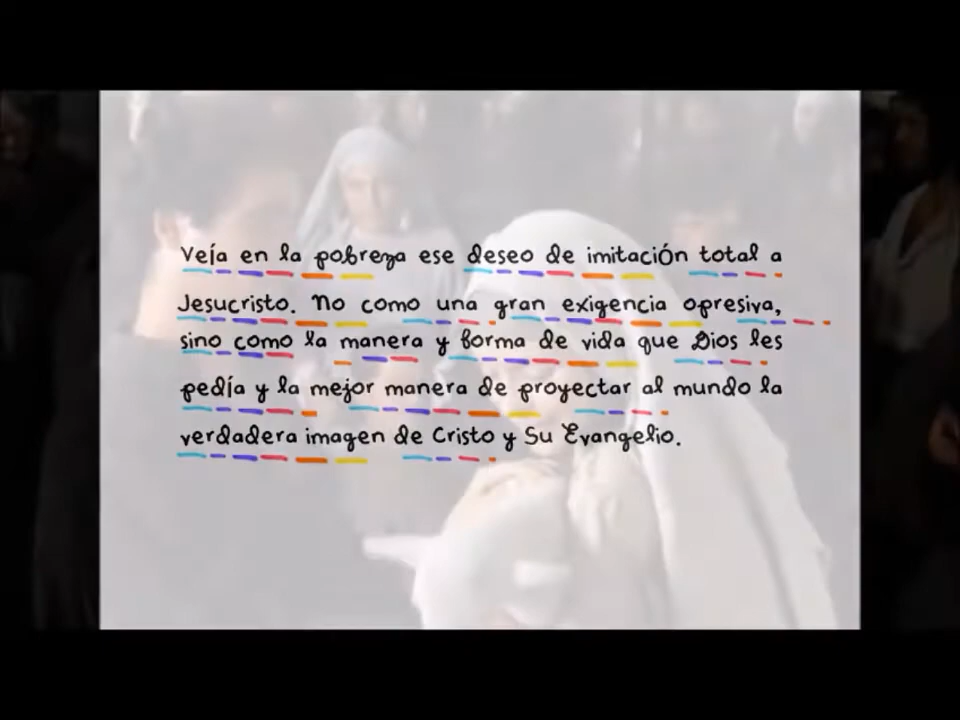 Veía en la pobreza ese deseo de imitación total a
Jesucristo. No como una gran exigencia opresiva,
sino como la manera y forma de vida que Dios les
pedía y la mejor manera de proyectar al mundo la
verdadera imagen de Cristo y Su Evangelio.